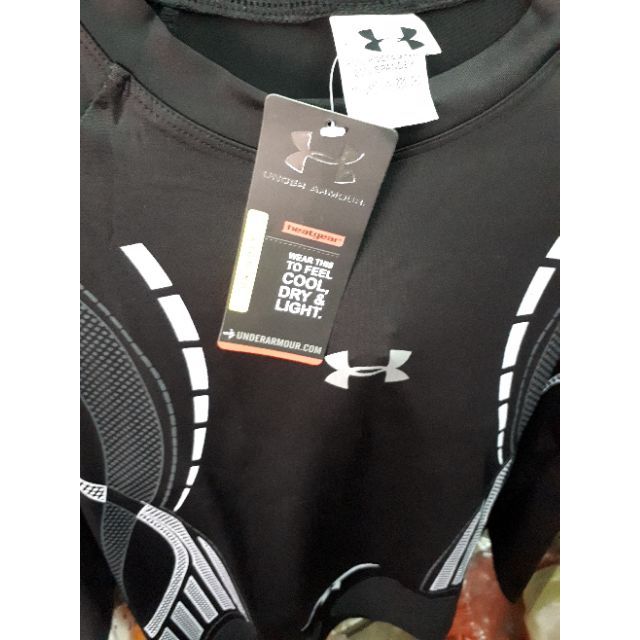 UNDER ARMOUR.
heatgear®
WEAR THIS
TO FEEL
COOL,
DRY &
LIGHT.
UNDERARMOUR.COM